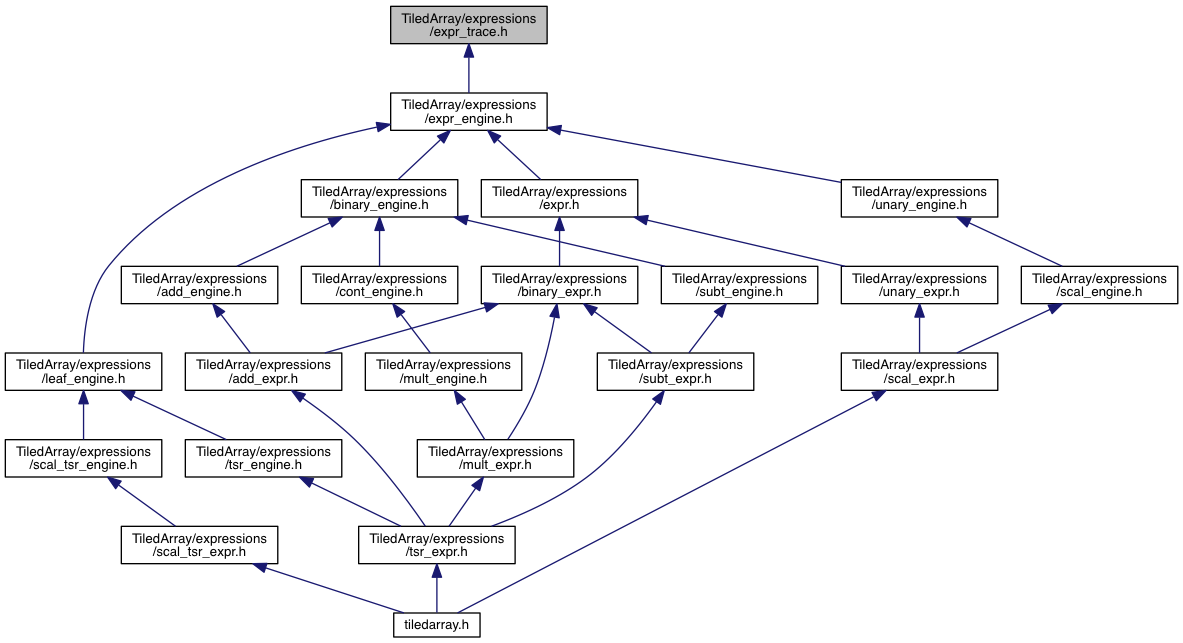 TiledArray/expressions
/expr_trace.h
TiledArray/expressions
/expr_engine.h
TiledArray/expressions
/binary_engine.h
TiledArray/expressions
/expr.h
TiledArray/expressions
/unary_engine.h
TiledArray/expressions
/add_engine.h
TiledArray/expressions
/cont_engine.h
TiledArray/expressions
/binary_expr.h
TiledArray/expressions
/subt_engine.h
TiledArray/expressions
/unary_expr.h
TiledArray/expressions
/scal_engine.h
TiledArray/expressions
/leaf_engine.h
TiledArray/expressions
/add_expr.h
TiledArray/expressions
/mult_engine.h
TiledArray/expressions
/subt_expr.h
TiledArray/expressions
/scal_expr.h
TiledArray/expressions
/scal_tsr_engine.h
TiledArray/expressions
/tsr_engine.h
TiledArray/expressions
/mult_expr.h
TiledArray/expressions
/scal_tsr_expr.h
TiledArray/expressions
/tsr_expr.h
tiledarray.h